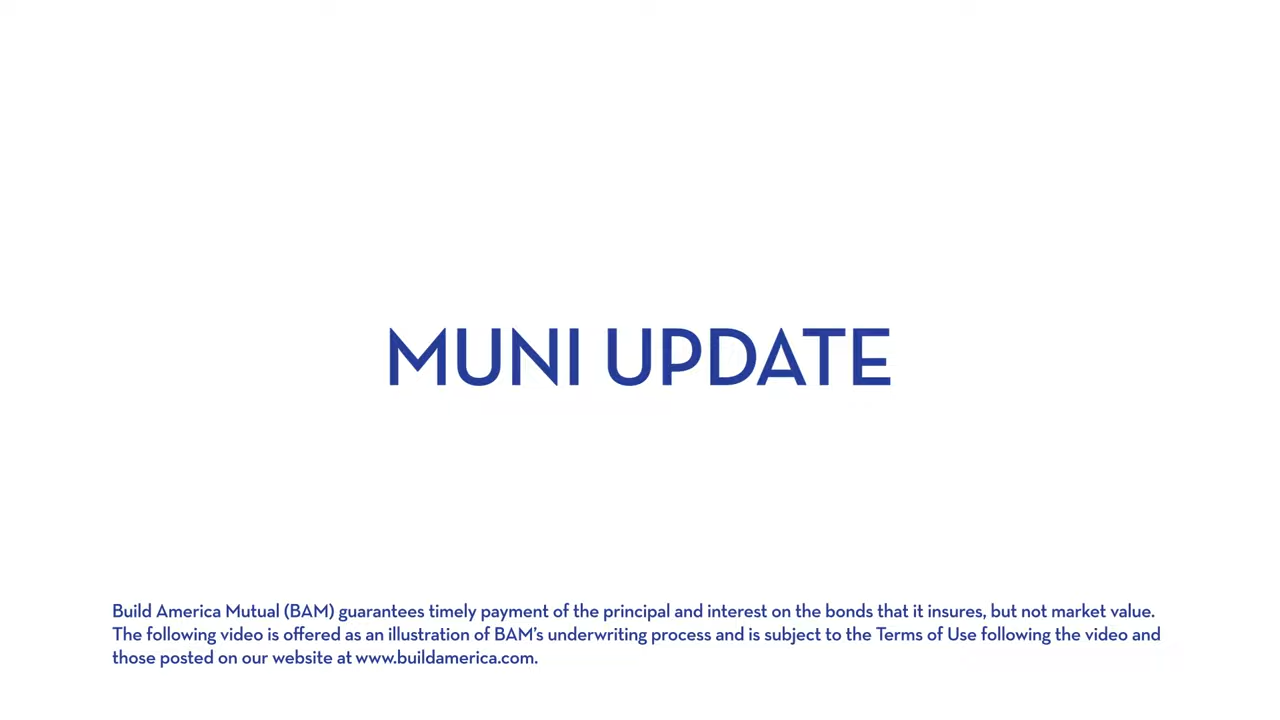 MUNI UPDATE
Build America Mutual (BAM) guarantees timely payment of the principal and interest on the bonds that it insures, but not market value.
The following video is offered as an illustration of BAM’s underwriting process and is subject to the Terms of Use following the video and
those posted on our website at www.buildamerica.com.